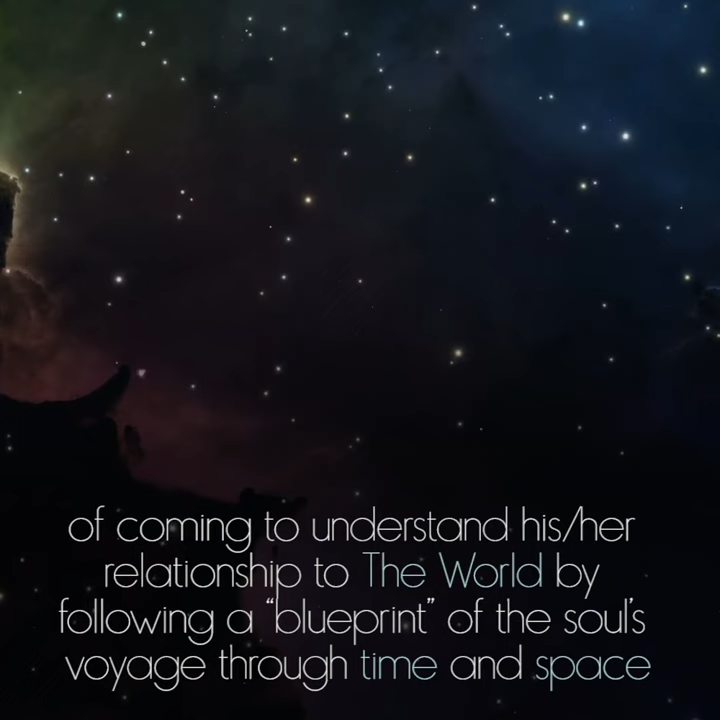 of coming to understand his/her
relationship to The World by
following a “blueprint” of the soul's
voyage through time and space